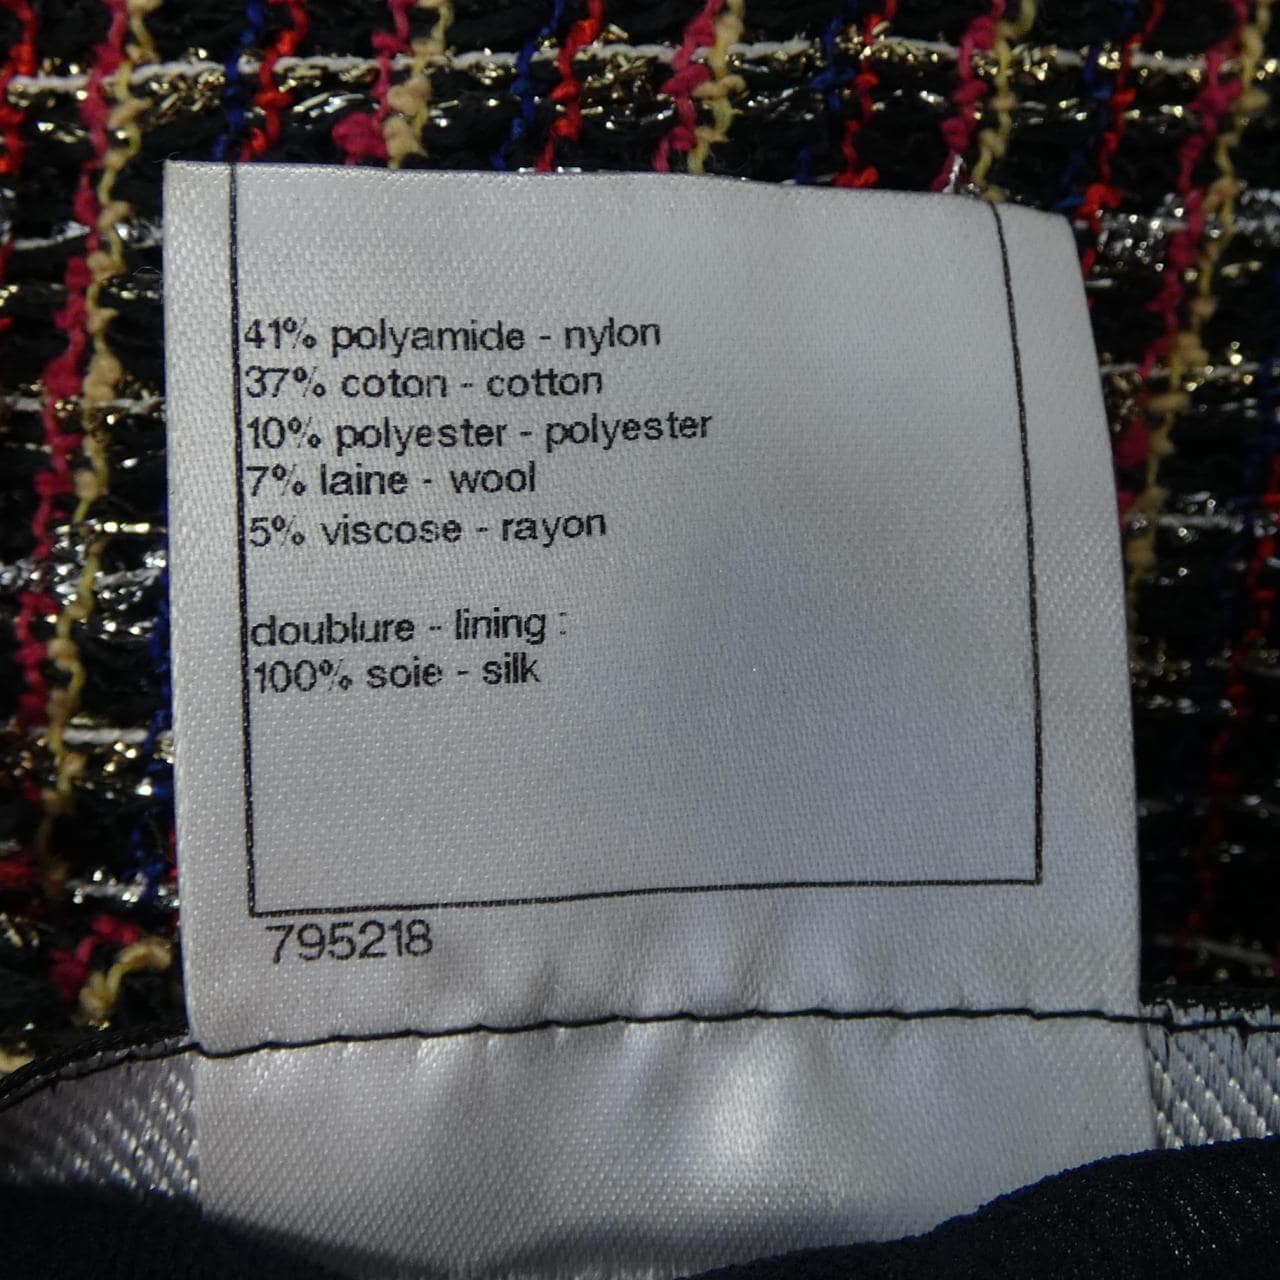 41% polyamide - nylon
37% coton - cotton
10% polyester - polyester
7% laine - wool
5% viscose - rayon
doublure - lining :
100% soie - silk
795218